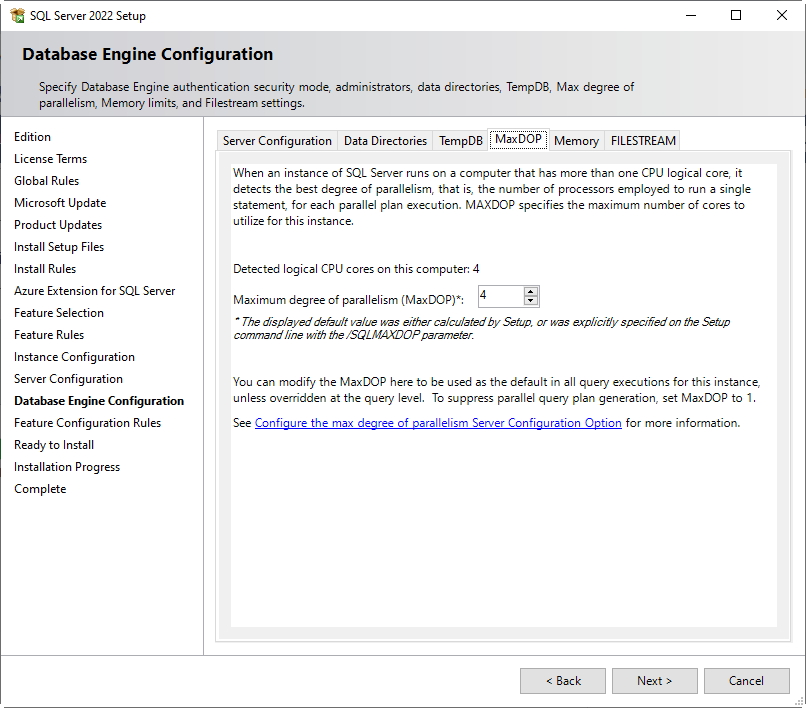 SQL Server 2022 Setup
Database Engine Configuration
Specify Database Engine authentication security mode, administrators, data directories, TempDB, Max degree of
parallelism, Memory limits, and Filestream settings.
Edition
License Terms
Global Rules
Microsoft Update
Product Updates
Install Setup Files
Install Rules
Azure Extension for SQL Server
Feature Selection
Feature Rules
Instance Configuration
Server Configuration
Database Engine Configuration
Feature Configuration Rules
Ready to Install
Installation Progress
Complete
Server Configuration Data Directories TempDB MaxDOP Memory FILESTREAM
When an instance of SQL Server runs on a computer that has more than one CPU logical core, it
detects the best degree of parallelism, that is, the number of processors employed to run a single
statement, for each parallel plan execution. MAXDOP specifies the maximum number of cores to
utilize for this instance.
Detected logical CPU cores on this computer: 4
Maximum degree of parallelism (MaxDOP)*: 4
* The displayed default value was either calculated by Setup, or was explicitly specified on the Setup
command line with the /SQLMAXDOP parameter.
You can modify the MaxDOP here to be used as the default in all query executions for this instance,
unless overridden at the query level. To suppress parallel query plan generation, set MaxDOP to 1.
See Configure the max degree of parallelism Server Configuration Option for more information.
< Back Next > Cancel